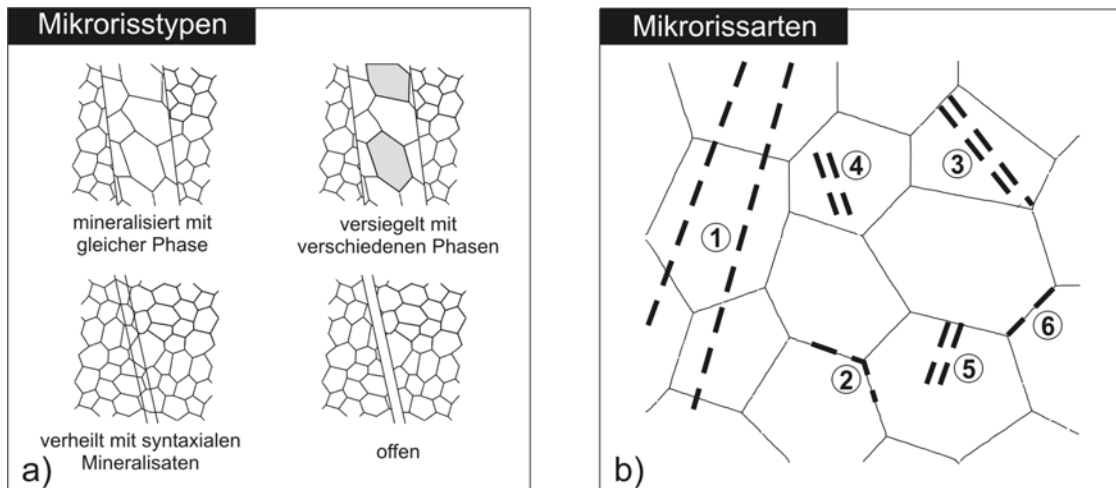 Mikrorisstypen
mineralisiert mit
gleicher Phase
versiegelt mit
verschiedenen Phasen
verheilt mit syntaxialen
Mineralisaten
offen
a)
Mikrorissarten
1
2
3
4
5
6
b)